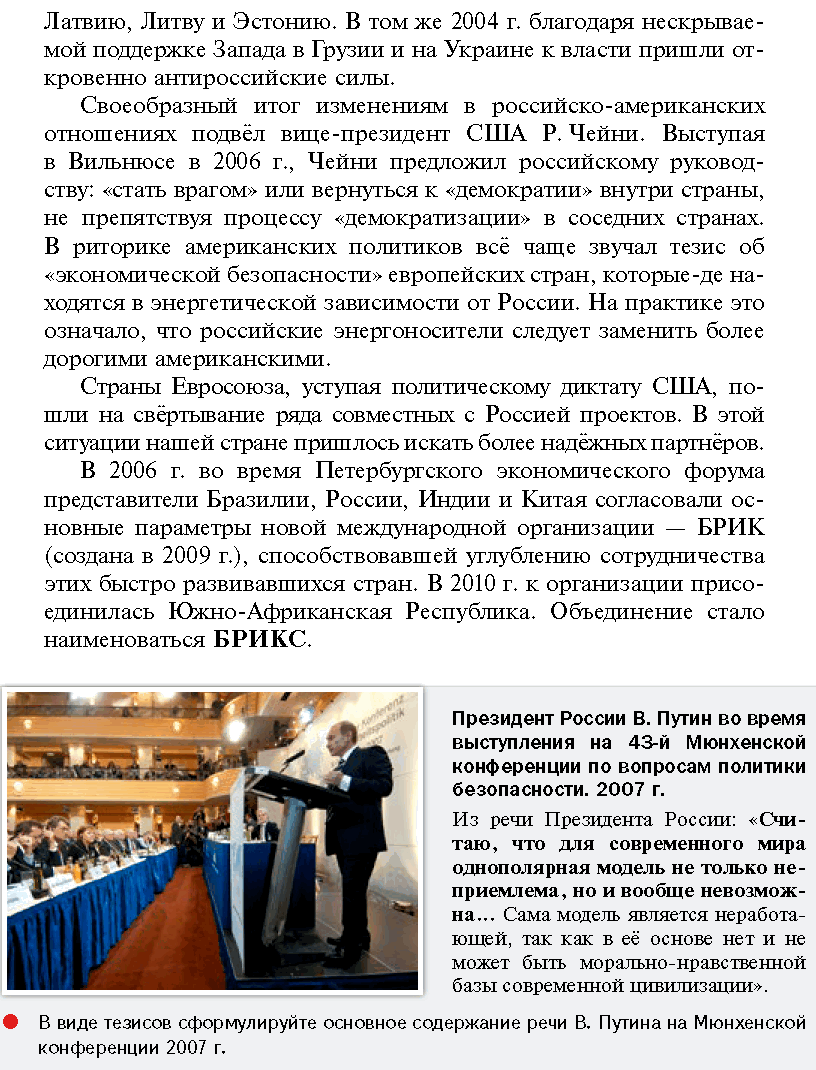 Латвию, Литву и Эстонию. В том же 2004 г. благодаря нескрывае-
мой поддержке Запада в Грузии и на Украине к власти пришли от-
кровенно антироссийские силы.
Своеобразный итог изменениям в российско-американских
отношениях подвёл вице-президент США Р. Чейни. Выступая
в Вильнюсе в 2006 г., Чейни предложил российскому руковод-
ству: «стать врагом» или вернуться к «демократии» внутри страны,
не препятствуя процессу «демократизации» в соседних странах.
В риторике американских политиков всё чаще звучал тезис об
«экономической безопасности» европейских стран, которые-де на-
ходятся в энергетической зависимости от России. На практике это
означало, что российские энергоносители следует заменить более
дорогими американскими.
Страны Евросоюза, уступая политическому диктату США, по-
шли на свёртывание ряда совместных с Россией проектов. В этой
ситуации нашей стране пришлось искать более надёжных партнёров.
В 2006 г. во время Петербургского экономического форума
представители Бразилии, России, Индии и Китая согласовали ос-
новные параметры новой международной организации — БРИК
(создана в 2009 г.), способствовавшей углублению сотрудничества
этих быстро развивавшихся стран. В 2010 г. к организации присо-
единилась Южно-Африканская Республика. Объединение стало
наименоваться БРИКС.
Konferenz
Президент России В. Путин во время
выступления на 43-й Мюнхенской
конференции по вопросам политики
безопасности. 2007 г.
Из речи Президента России: «Счи-
таю, что для современного мира
однополярная модель не только не-
приемлема, но и вообще невозмож-
на... Сама модель является неработа-
ющей, так как в её основе нет и не
может быть морально-нравственной
базы современной цивилизации».
В виде тезисов сформулируйте основное содержание речи В. Путина на Мюнхенской
конференции 2007 г.